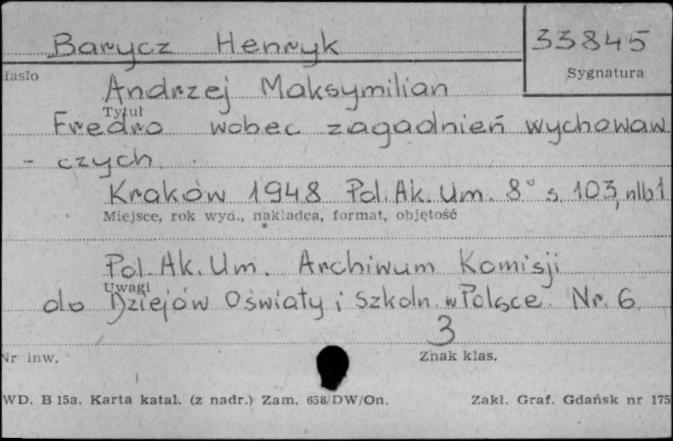 Barycz Henryk 33845
Hasło Sygnatura
Andrzej Maksymilian
Tytuł
Fredro wobec zagadnień wychowaw
- czych.
Kraków 1948 Pol. Ak. Um. 8° s. 103, nlb 1
Miejsce, rok wyd., nakładca, format, objętość
Pol. Ak. Um. Archiwum Komisji
Uwagi
do Dziejów Oświaty i Szkoln. w Polsce. Nr. 6
3
Nr inw. Znak klas.
WD. B 15a. Karta katal. (z nadr.) Zam. 658/DW/On. Zakł. Graf. Gdańsk nr 175